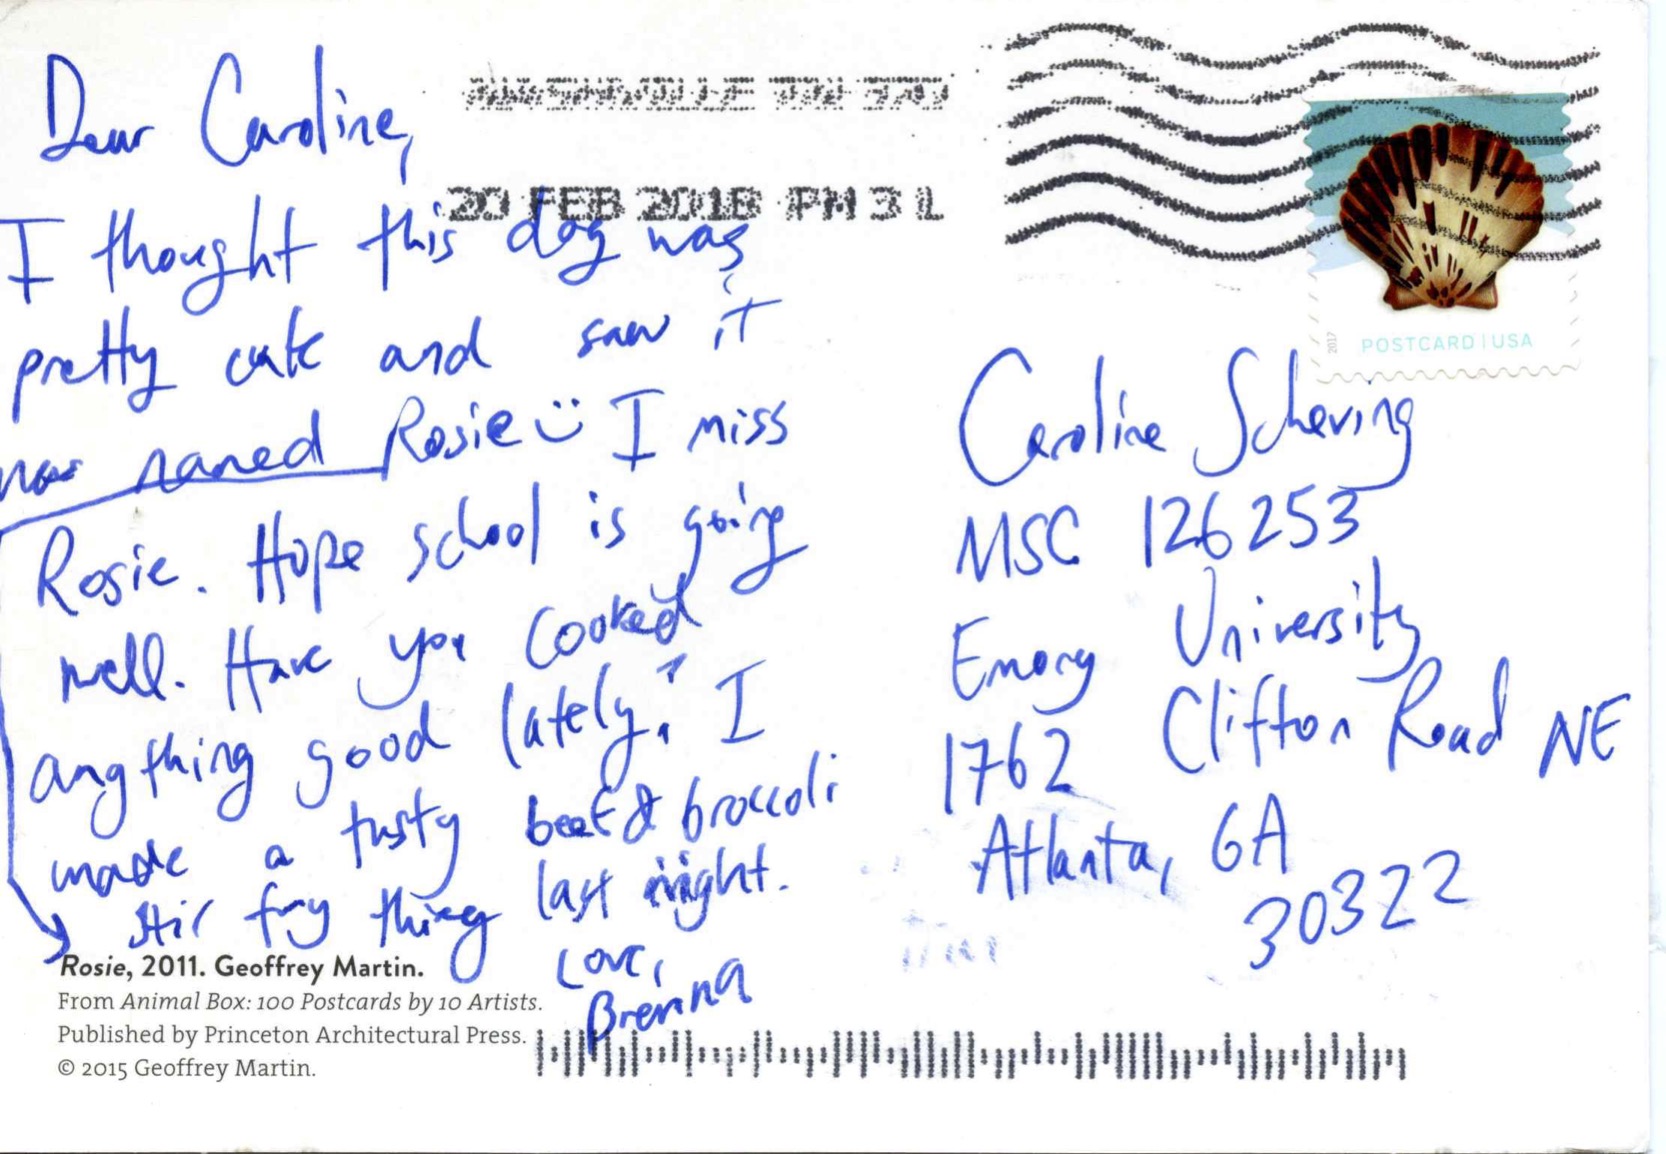 Dear Caroline,
I thought this dog was
pretty cute and saw it
was named Rosie I miss
Rosie. Hope school is going
well. Have you cooked
anything good lately? I
made a tasty beef & broccoli
stir fry thing last night.
Love,
Brenna
NASHVILLE TN 370
20 FEB 2018 PM 3 L
2017
POSTCARD | USA
Caroline Scheving
MSC 126253
Emory University
1762 Clifton Road NE
Atlanta, GA
30322
Rosie, 2011. Geoffrey Martin.
From Animal Box: 100 Postcards by 10 Artists.
Published by Princeton Architectural Press.
© 2015 Geoffrey Martin.